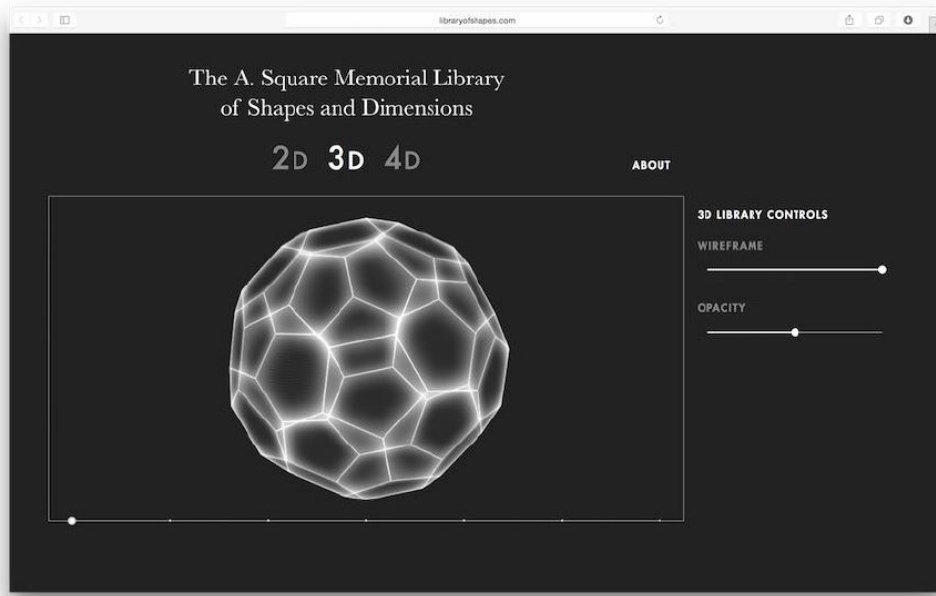 libraryofshapes.com
The A. Square Memorial Library
of Shapes and Dimensions
2D 3D 4D
ABOUT
3D LIBRARY CONTROLS
WIREFRAME
OPACITY